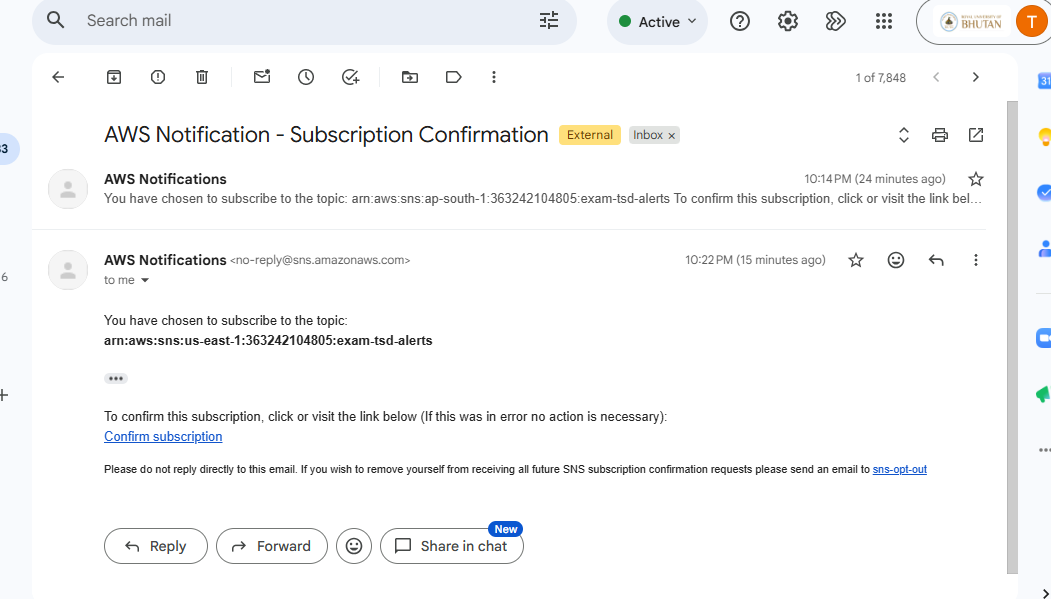 Search mail
Active
BHUTAN
T
1 of 7,848
31
33
AWS Notification - Subscription Confirmation
External
Inbox ×
AWS Notifications
10:14 PM (24 minutes ago)
You have chosen to subscribe to the topic: arn:aws:sns:ap-south-1:363242104805:exam-tsd-alerts To confirm this subscription, click or visit the link bel...
AWS Notifications <no-reply@sns.amazonaws.com>
10:22 PM (15 minutes ago)
to me
6
You have chosen to subscribe to the topic:
arn:aws:sns:us-east-1:363242104805:exam-tsd-alerts
To confirm this subscription, click or visit the link below (If this was in error no action is necessary):
Confirm subscription
Please do not reply directly to this email. If you wish to remove yourself from receiving all future SNS subscription confirmation requests please send an email to sns-opt-out
New
Reply
Forward
Share in chat